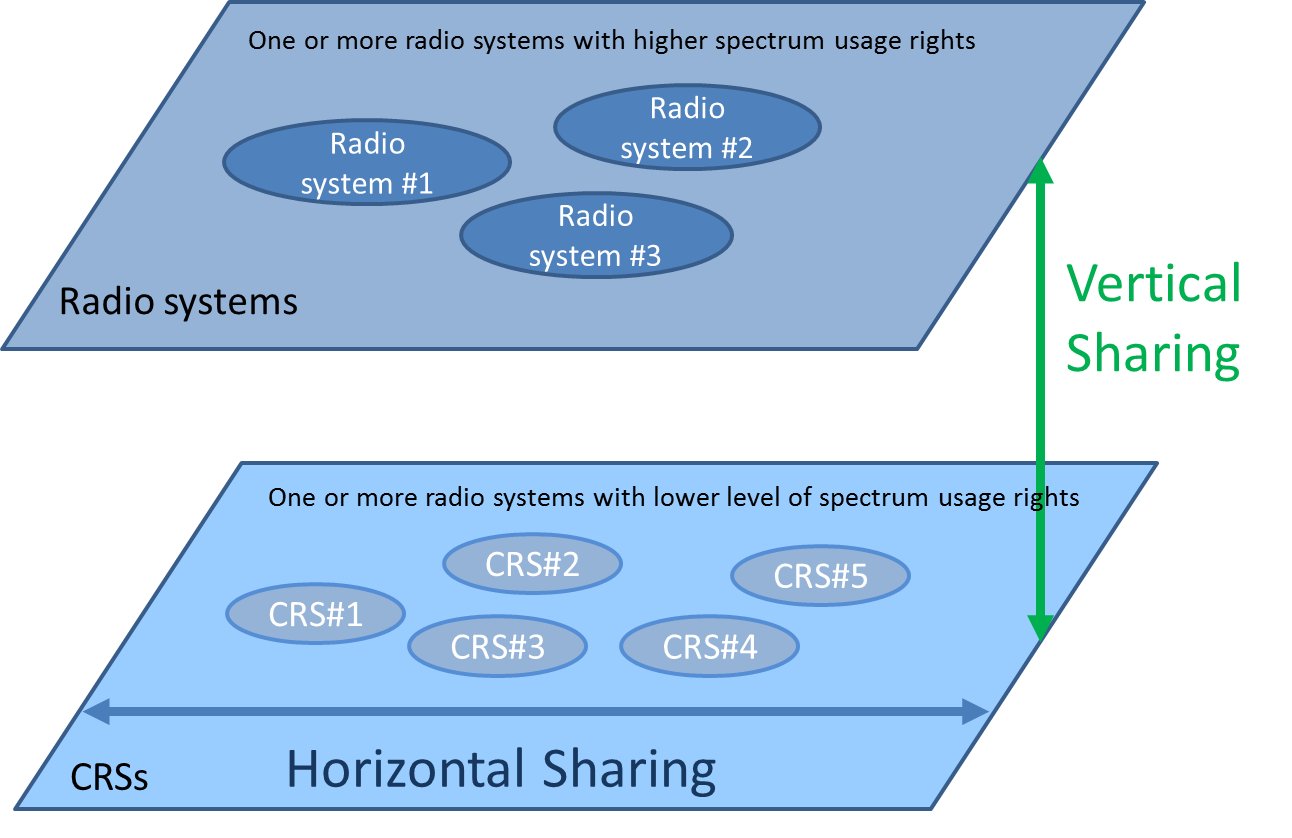 One or more radio systems with higher spectrum usage rights
Radio
system #1
Radio
system #2
Radio
system #3
Radio systems
Vertical
Sharing
One or more radio systems with lower level of spectrum usage rights
CRS#1
CRS#2
CRS#3
CRS#4
CRS#5
Horizontal Sharing
CRSs